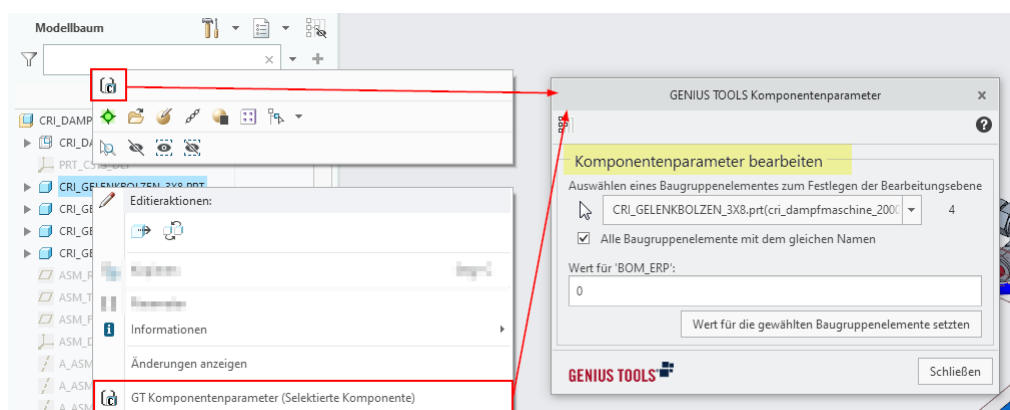 Modellbaum
CRI_DAMP
CRI_DA
CRI_GELENKBOLZEN_3X8.PRT
CRI_GE
CRI_GE
CRI_GE
ASM_R
ASM_T
ASM_F
ASM_D
A_ASM
A_ASM
A_ASM
Editieraktionen:
Informationen
Änderungen anzeigen
GT Komponentenparameter (Selektierte Komponente)
GENIUS TOOLS Komponentenparameter
Komponentenparameter bearbeiten
Auswählen eines Baugruppenelementes zum Festlegen der Bearbeitungsebene
CRI_GELENKBOLZEN_3X8.prt(cri_dampfmaschine_200 4
Alle Baugruppenelemente mit dem gleichen Namen
Wert für 'BOM_ERP':
0
Wert für die gewählten Baugruppenelemente setzten
GENIUS TOOLS
Schließen